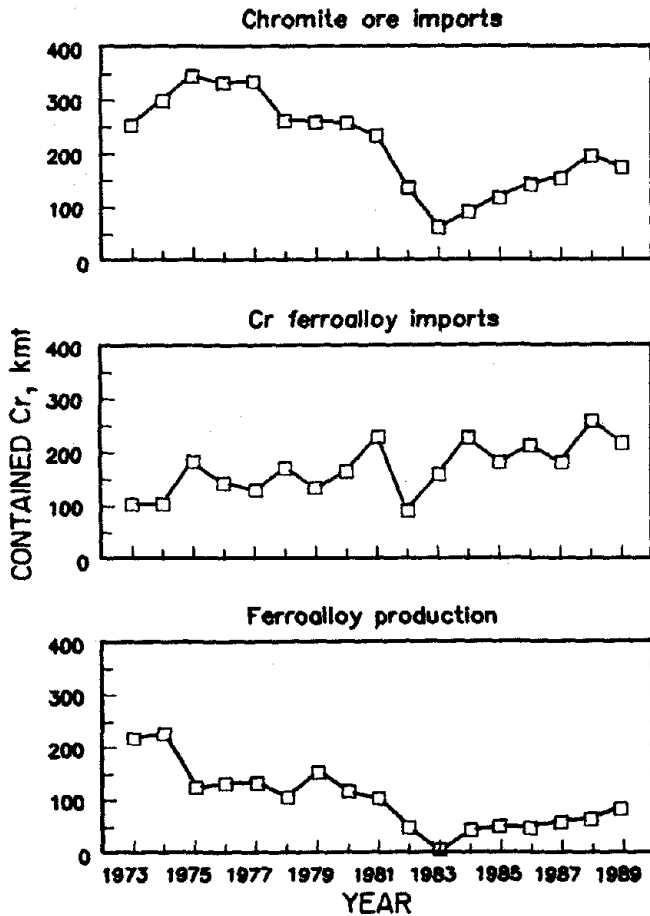 Chromite ore imports
400
300
200
100
0
Cr ferroalloy imports
400
300
200
100
0
CONTAINED Cr, kmt
Ferroalloy production
400
300
200
100
0
1973 1975 1977 1979 1981 1983 1985 1987 1989
YEAR